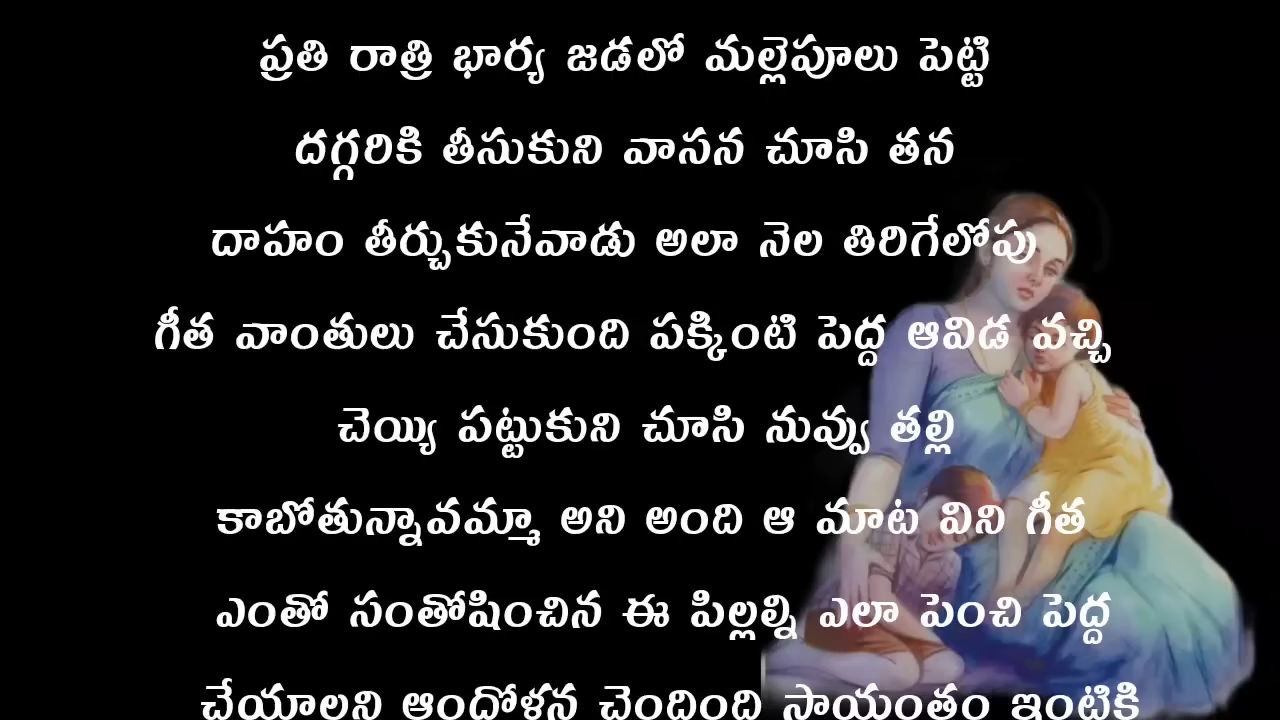 ప్రతి రాత్రి భార్య జడలో మల్లెపూలు పెట్టి
దగ్గరికి తీసుకుని వాసన చూసి తన
దాహం తీర్చుకునేవాడు అలా నెల తిరిగేలోపు
గీత వాంతులు చేసుకుంది పక్కింటి పెద్ద ఆవిడ వచ్చి
చెయ్యి పట్టుకుని చూసి నువ్వు తల్లి
కాబోతున్నావమ్మా అని అంది ఆ మాట విని గీత
ఎంతో సంతోషించిన ఈ పిల్లల్ని ఎలా పెంచి పెద్ద
చేయాలని ఆందోళన చెందింది సాయంతం ఇంటికి